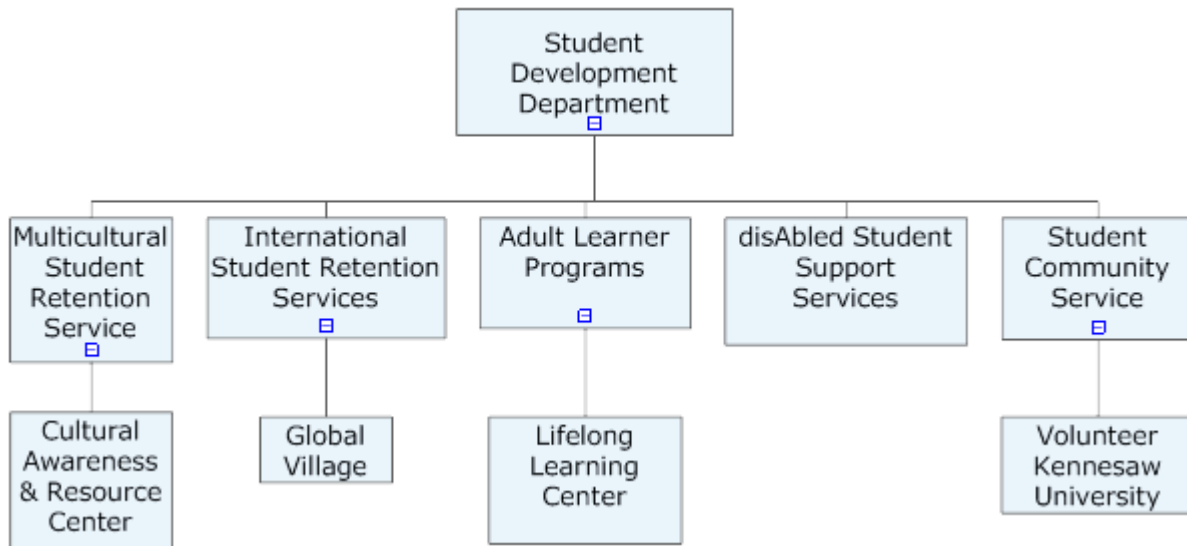 Student
Development
Department
Multicultural
Student
Retention
Service
International
Student Retention
Services
Adult Learner
Programs
disAbled Student
Support
Services
Student
Community
Service
Cultural
Awareness
& Resource
Center
Global
Village
Lifelong
Learning
Center
Volunteer
Kennesaw
University